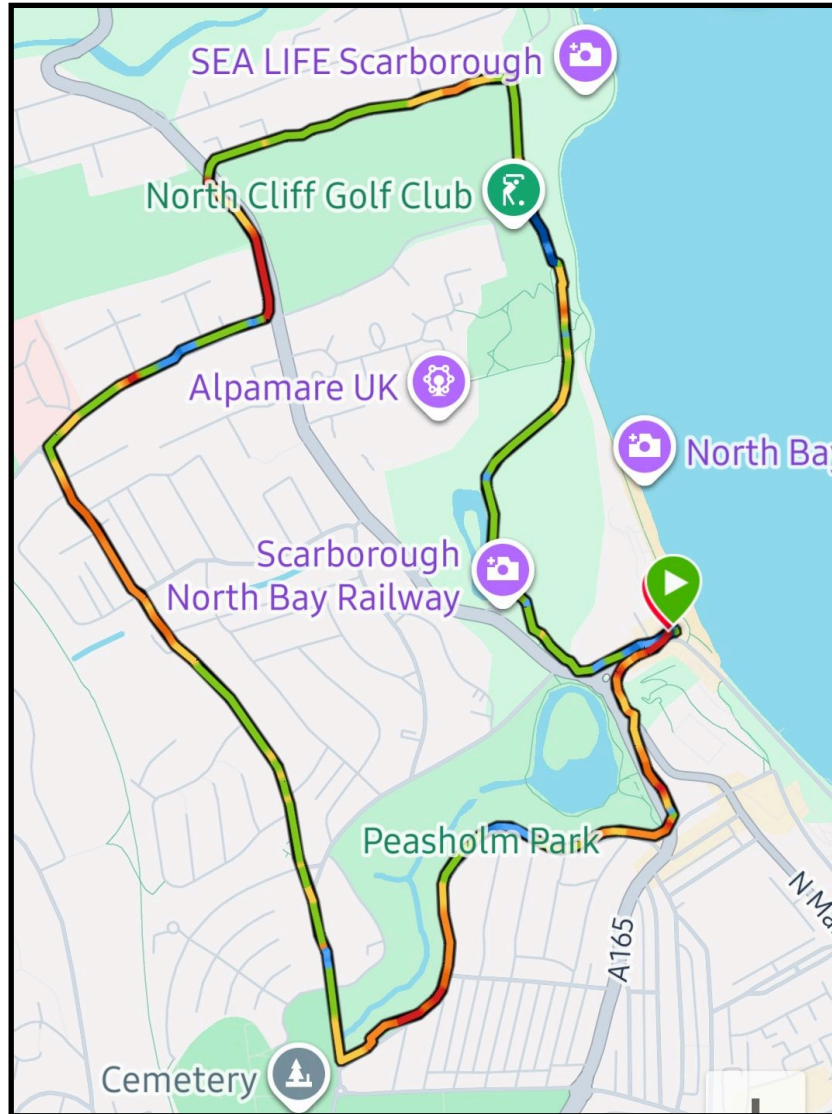 SEA LIFE Scarborough
North Cliff Golf Club
Alpamare UK
North Bay
Scarborough
North Bay Railway
Peasholm Park
A165
N Ma
Cemetery